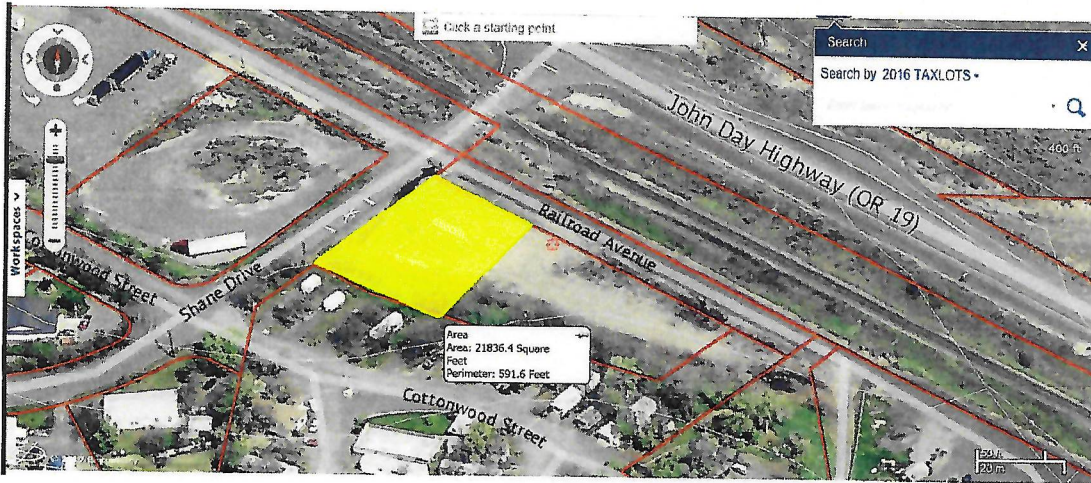 Click a starting point
Search
Search by 2016 TAXLOTS
John Day Highway (OR 19)
400 ft
Workspaces
Railroad Avenue
Shane Drive
Street
Area
Area: 21836.4 Square
Feet
Perimeter: 591.6 Feet
Cottonwood Street
50 ft
20 m